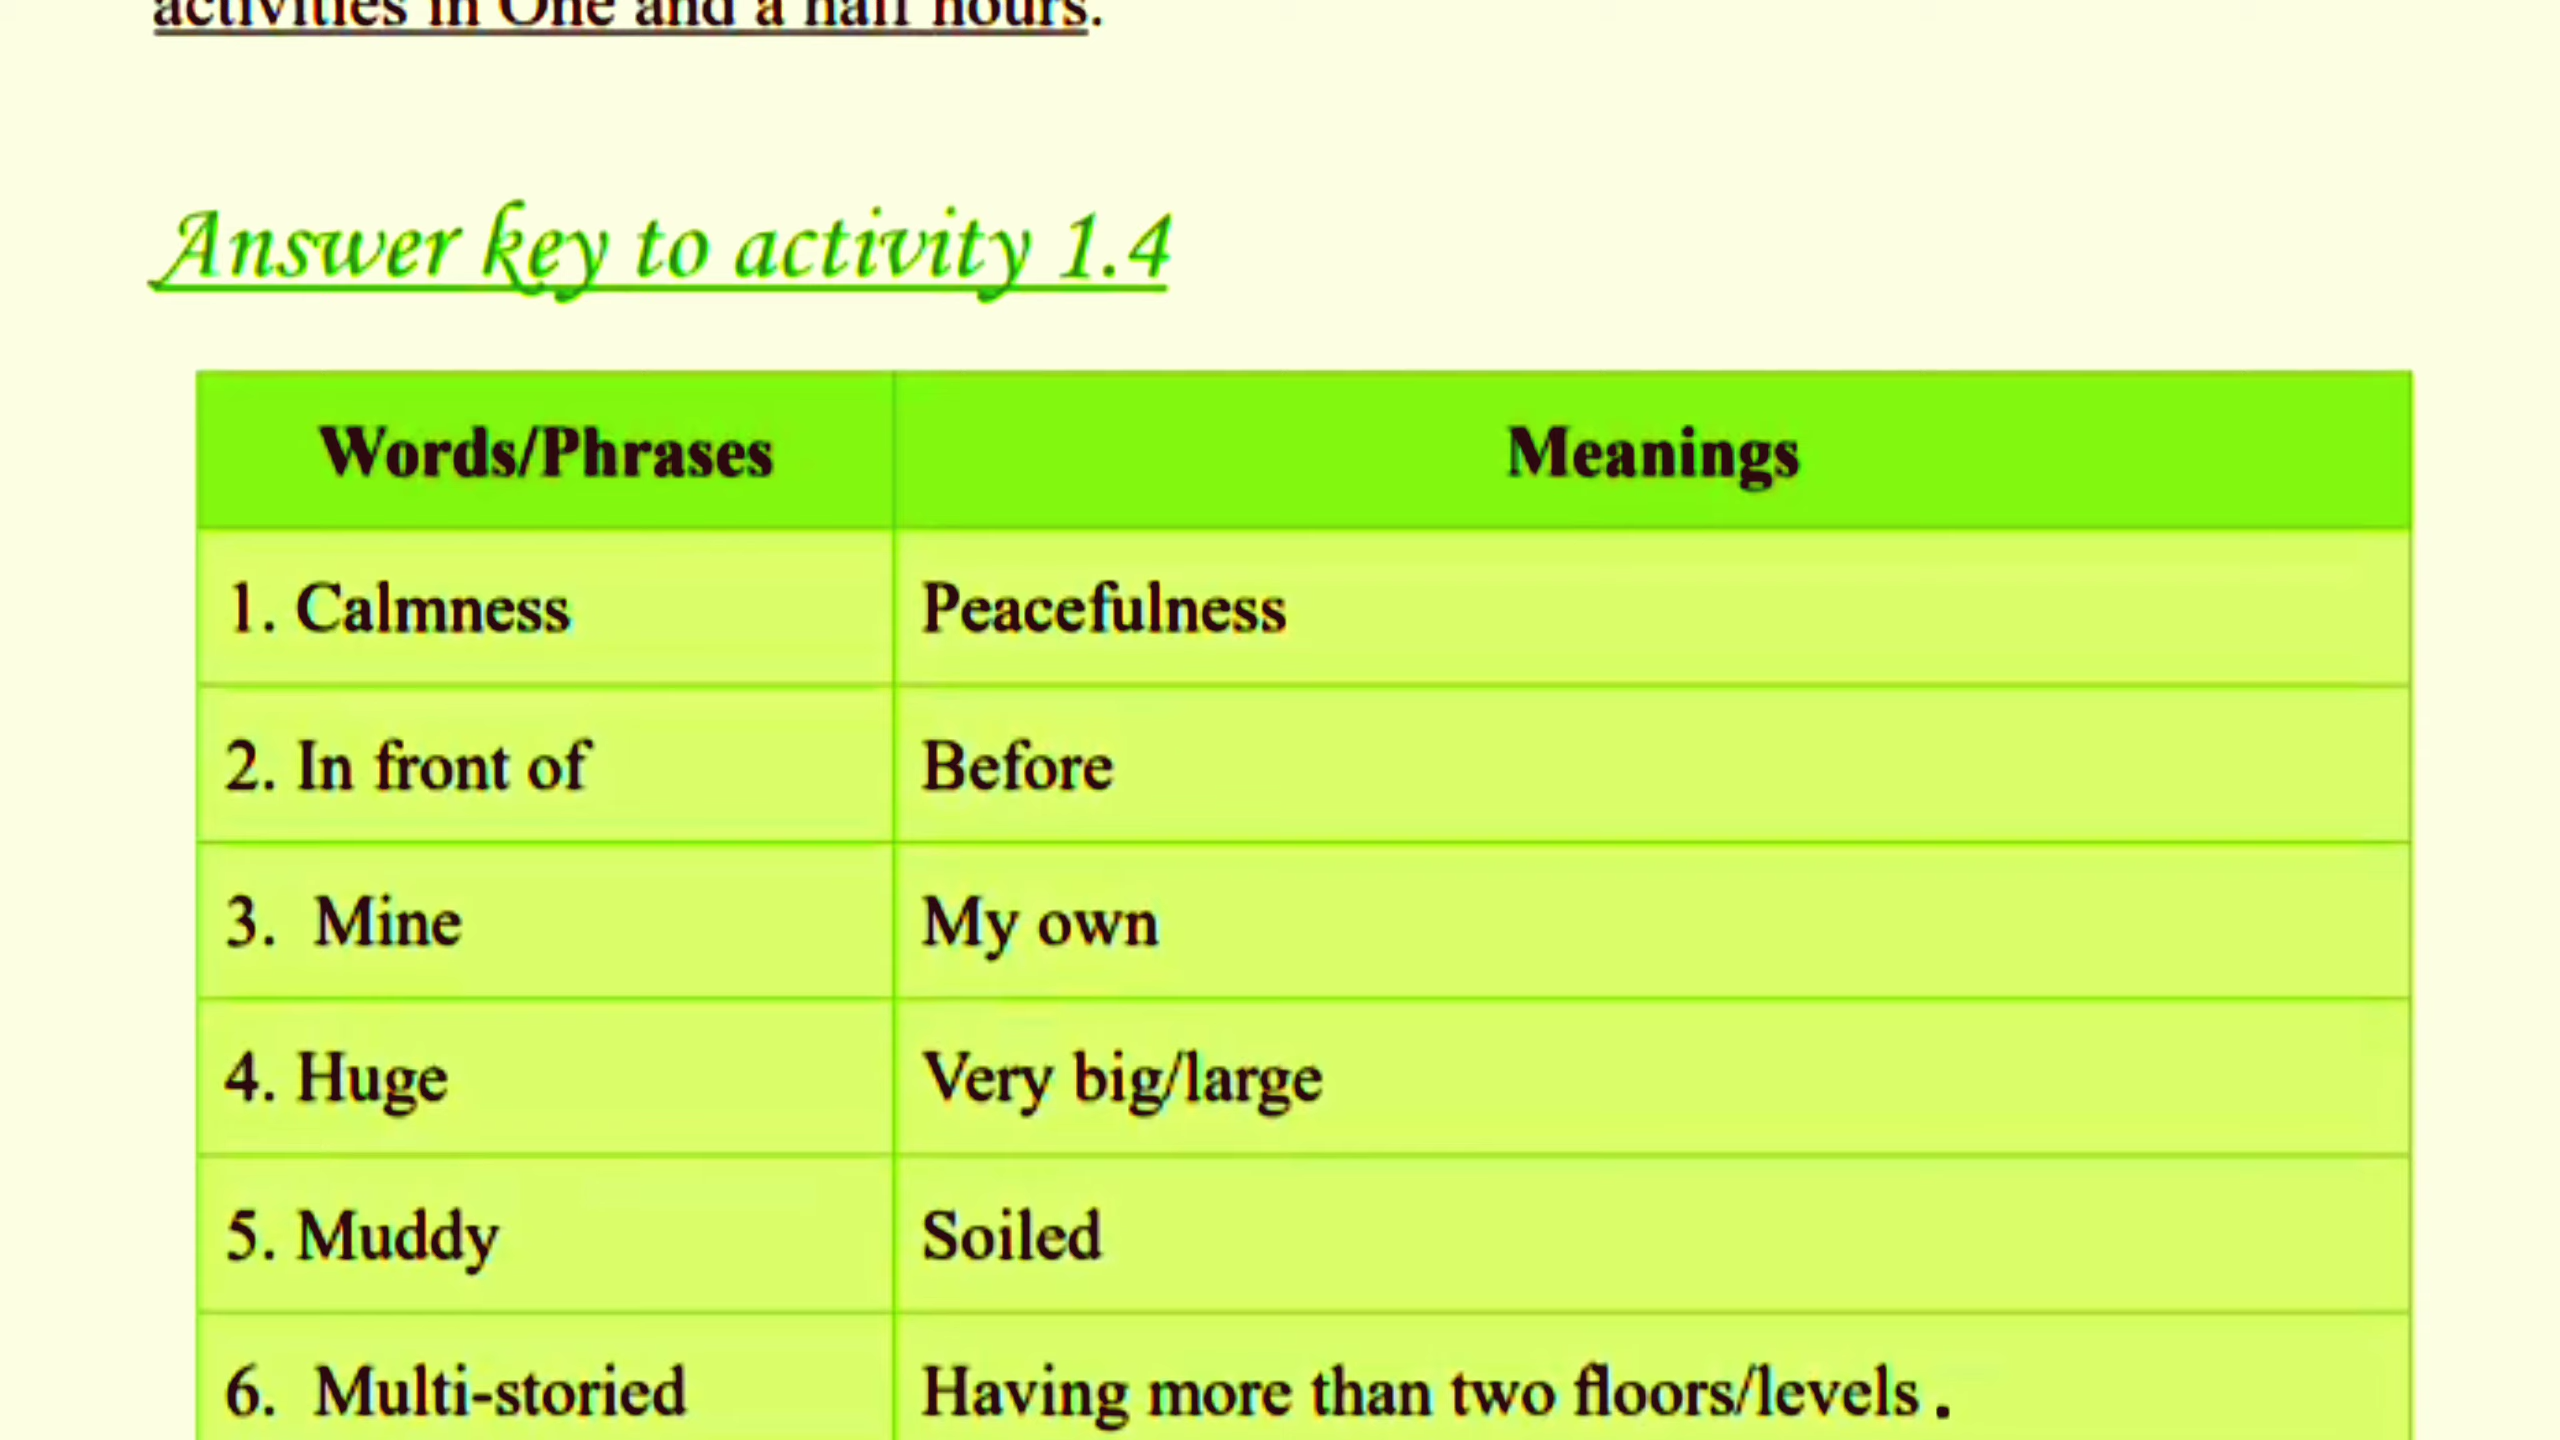 activities in One and a half hours.
Answer key to activity 1.4
Words/Phrases Meanings
1. Calmness Peacefulness
2. In front of Before
3. Mine My own
4. Huge Very big/large
5. Muddy Soiled
6. Multi-storied Having more than two floors/levels.